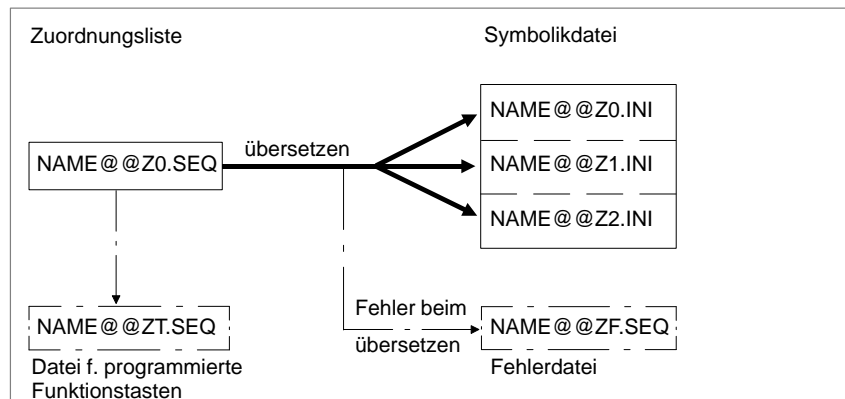 Zuordnungsliste
Symbolikdatei
NAME@@Z0.INI
übersetzen
NAME@@Z0.SEQ
NAME@@Z1.INI
NAME@@Z2.INI
Fehler beim
übersetzen
NAME@@ZT.SEQ
NAME@@ZF.SEQ
Datei f. programmierte
Funktionstasten
Fehlerdatei